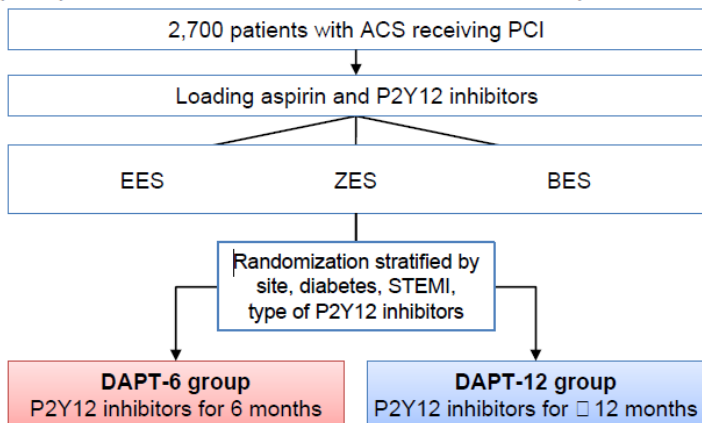 2,700 patients with ACS receiving PCI
Loading aspirin and P2Y12 inhibitors
EES ZES BES
Randomization stratified by
site, diabetes, STEMI,
type of P2Y12 inhibitors
DAPT-6 group
P2Y12 inhibitors for 6 months
DAPT-12 group
P2Y12 inhibitors for □ 12 months